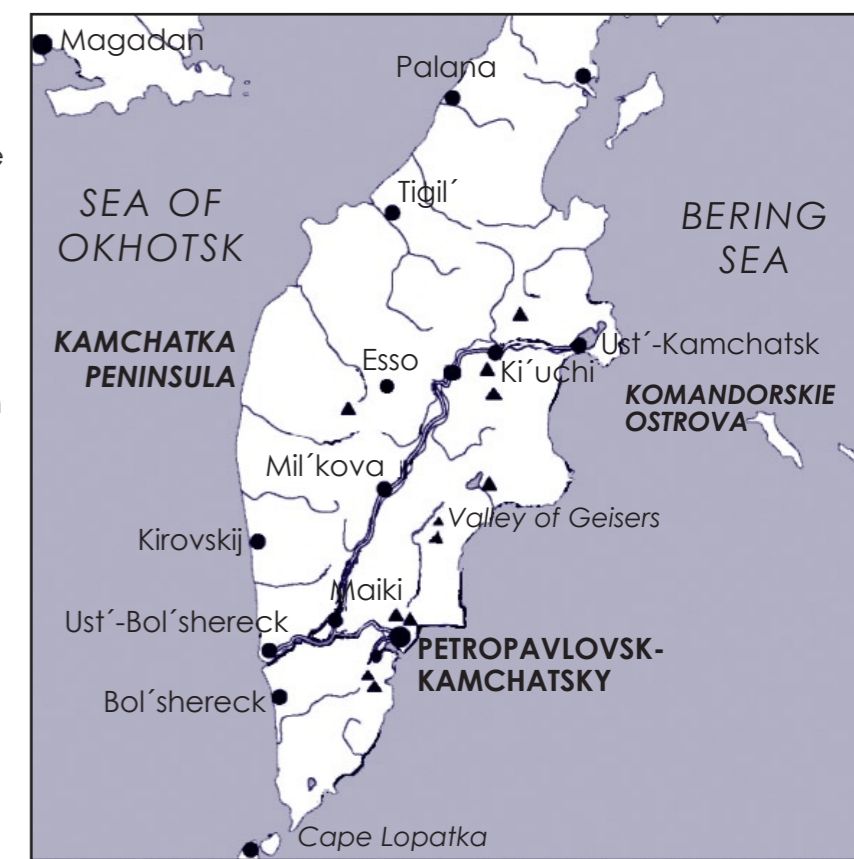 Magadan
Palana
Tigil´
SEA OF
OKHOTSK
BERING
SEA
KAMCHATKA
PENINSULA
Esso
Ust´-Kamchatsk
Ki´uchi
KOMANDORSKIE
OSTROVA
Mil´kova
Valley of Geisers
Kirovskij
Maiki
Ust´-Bol´shereck
PETROPAVLOVSK-
KAMCHATSKY
Bol´shereck
Cape Lopatka